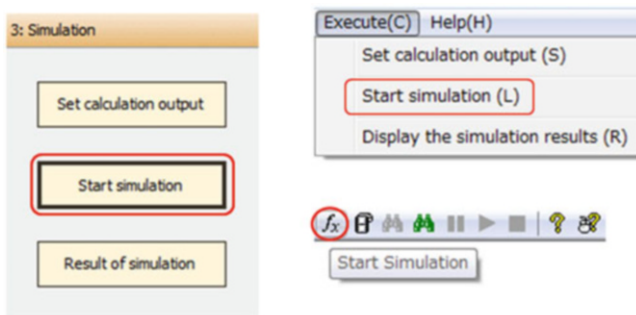 3: Simulation
Set calculation output
Start simulation
Result of simulation
Execute(C) Help(H)
Set calculation output (S)
Start simulation (L)
Display the simulation results (R)
fx
Start Simulation